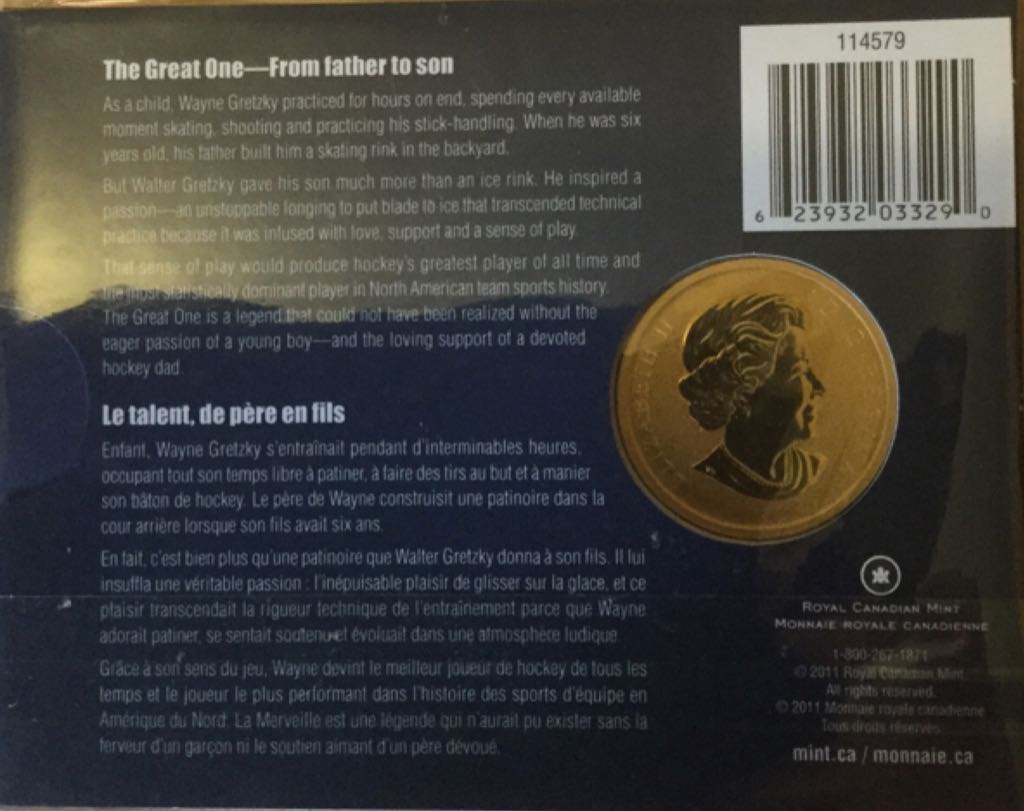 The Great One—From father to son
As a child, Wayne Gretzky practiced for hours on end, spending every available
moment skating, shooting and practicing his stick-handling. When he was six
years old, his father built him a skating rink in the backyard.
But Walter Gretzky gave his son much more than an ice rink. He inspired a
passion—an unstoppable longing to put blade to ice that transcended technical
practice because it was infused with love, support and a sense of play.
That sense of play would produce hockey's greatest player of all time and
the most statistically dominant player in North American team sports history.
The Great One is a legend that could not have been realized without the
eager passion of a young boy—and the loving support of a devoted
hockey dad.
Le talent, de père en fils
Enfant, Wayne Gretzky s'entraînait pendant d'interminables heures,
occupant tout son temps libre à patiner, à faire des tirs au but et à manier
son bâton de hockey. Le père de Wayne construisit une patinoire dans la
cour arrière lorsque son fils avait six ans.
En fait, c'est bien plus qu'une patinoire que Walter Gretzky donna à son fils. Il lui
insuffla une véritable passion : l'inépuisable plaisir de glisser sur la glace, et ce
plaisir transcendait la rigueur technique de l'entraînement parce que Wayne
adorait patiner, se sentait soutenu et évoluait dans une atmosphère ludique.
Grâce à son sens du jeu, Wayne devint le meilleur joueur de hockey de tous les
temps et le joueur le plus performant dans l'histoire des sports d'équipe en
Amérique du Nord. La Merveille est une légende qui n'aurait pu exister sans la
ferveur d'un garçon ni le soutien aimant d'un père dévoué.
114579
6 23932 03329 0
ELIZABETH II
ROYAL CANADIAN MINT
MONNAIE ROYALE CANADIENNE
1-800-267-1871
© 2011 Royal Canadian Mint.
All rights reserved.
© 2011 Monnaie royale canadienne
Tous droits réservés.
mint.ca / monnaie.ca